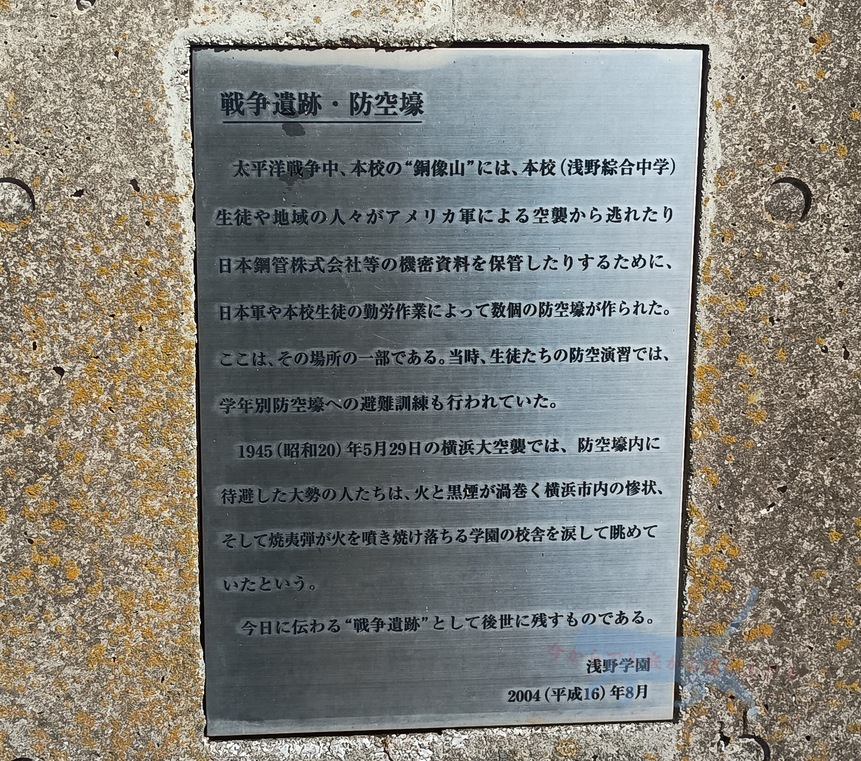 戦争遺跡・防空壕
太平洋戦争中、本校の“銅像山”には、本校(浅野綜合中学)
生徒や地域の人々がアメリカ軍による空襲から逃れたり
日本鋼管株式会社等の機密資料を保管したりするために、
日本軍や本校生徒の勤労作業によって数個の防空壕が作られた。
ここは、その場所の一部である。当時、生徒たちの防空演習では、
学年別防空壕への避難訓練も行われていた。
1945(昭和20)年5月29日の横浜大空襲では、防空壕内に
待避した大勢の人たちは、火と黒煙が渦巻く横浜市内の惨状、
そして焼夷弾が火を噴き焼け落ちる学園の校舎を涙して眺めて
いたという。
今日に伝わる“戦争遺跡”として後世に残すものである。
浅野学園
2004(平成16)年8月